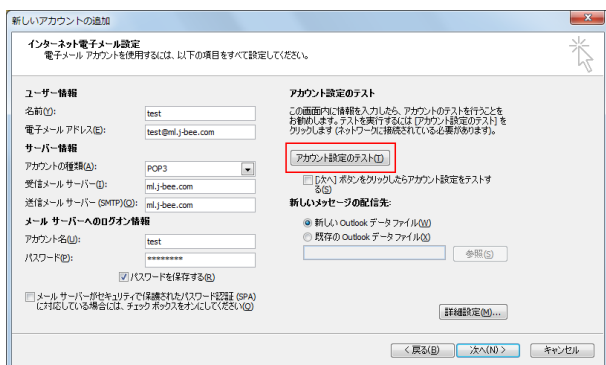 新しいアカウントの追加
インターネット電子メール設定
電子メール アカウントを使用するには、以下の項目をすべて設定してください。
ユーザー情報
名前(Y):
test
電子メール アドレス(E):
test@ml.j-bee.com
サーバー情報
アカウントの種類(A):
POP3
受信メール サーバー(I):
ml.j-bee.com
送信メール サーバー (SMTP)(O):
ml.j-bee.com
メール サーバーへのログオン情報
アカウント名(U):
test
パスワード(P):
********
パスワードを保存する(R)
メール サーバーがセキュリティで保護されたパスワード認証 (SPA)
に対応している場合には、チェック ボックスをオンにしてください(Q)
アカウント設定のテスト
この画面内に情報を入力したら、アカウントのテストを行うことを
お勧めします。テストを実行するには [アカウント設定のテスト] を
クリックします (ネットワークに接続されている必要があります)。
アカウント設定のテスト(T)
[次へ] ボタンをクリックしたらアカウント設定をテストす
る(S)
新しいメッセージの配信先:
新しい Outlook データ ファイル(W)
既存の Outlook データ ファイル(X)
参照(S)
詳細設定(M)...
< 戻る(B)
次へ(N) >
キャンセル